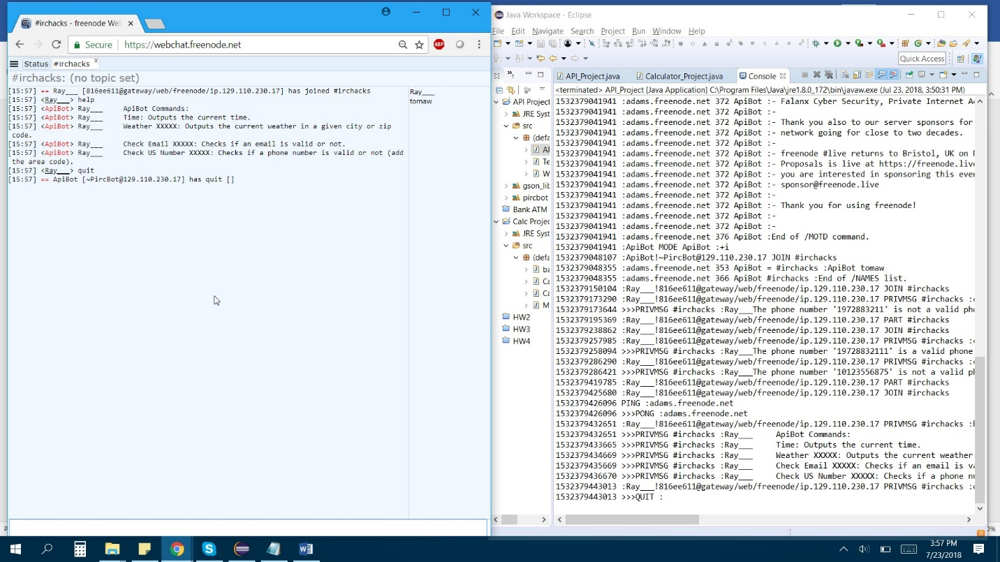 #irchacks - freenode Web
Secure
https://webchat.freenode.net
ABP
Status
#irchacks
#irchacks: (no topic set)
[15:57] == Ray___ [816ee611@gateway/web/freenode/ip.129.110.230.17] has joined #irchacks
[15:57] <Ray___> help
[15:57] <ApiBot> Ray___ ApiBot Commands:
[15:57] <ApiBot> Ray___ Time: Outputs the current time.
[15:57] <ApiBot> Ray___ Weather XXXXX: Outputs the current weather in a given city or zip
code.
[15:57] <ApiBot> Ray___ Check Email XXXXX: Checks if an email is valid or not.
[15:57] <ApiBot> Ray___ Check US Number XXXXX: Checks if a phone number is valid or not (add
the area code).
[15:57] <Ray___> quit
[15:57] == ApiBot [~PircBot@129.110.230.17] has quit []
Ray___
tomaw
Java Workspace - Eclipse
File Edit Navigate Search Project Run Window Help
Quick Access
API_Project.java
Calculator_Project.java
Console
API Project
JRE Syst
src
(defa
AP
Te
W
gson_lib
pircbot
Bank ATM
Calc Projec
JRE Syst
src
(defa
ba
Ca
Ca
M
HW2
HW3
HW4
<terminated> API_Project [Java Application] C:\Program Files\Java\jre1.8.0_172\bin\javaw.exe (Jul 23, 2018, 3:50:31 PM)
1532379041941 :adams.freenode.net 372 ApiBot :- Falanx Cyber Security, Private Internet Ac
1532379041941 :adams.freenode.net 372 ApiBot :-
1532379041941 :adams.freenode.net 372 ApiBot :- Thank you also to our server sponsors for
1532379041941 :adams.freenode.net 372 ApiBot :- network going for close to two decades.
1532379041941 :adams.freenode.net 372 ApiBot :-
1532379041941 :adams.freenode.net 372 ApiBot :- freenode #live returns to Bristol, UK on N
1532379041941 :adams.freenode.net 372 ApiBot :- Proposals is live at https://freenode.live
1532379041941 :adams.freenode.net 372 ApiBot :- you are interested in sponsoring this even
1532379041941 :adams.freenode.net 372 ApiBot :- sponsor@freenode.live
1532379041941 :adams.freenode.net 372 ApiBot :-
1532379041941 :adams.freenode.net 372 ApiBot :- Thank you for using freenode!
1532379041941 :adams.freenode.net 372 ApiBot :-
1532379041941 :adams.freenode.net 372 ApiBot :-
1532379041941 :adams.freenode.net 376 ApiBot :End of /MOTD command.
1532379041941 :ApiBot MODE ApiBot :+i
1532379048107 :ApiBot!~PircBot@129.110.230.17 JOIN #irchacks
1532379048355 :adams.freenode.net 353 ApiBot = #irchacks :ApiBot tomaw
1532379048355 :adams.freenode.net 366 ApiBot #irchacks :End of /NAMES list.
1532379150104 :Ray___!816ee611@gateway/web/freenode/ip.129.110.230.17 JOIN #irchacks
1532379173290 :Ray___!816ee611@gateway/web/freenode/ip.129.110.230.17 PRIVMSG #irchacks :c
1532379173644 >>>PRIVMSG #irchacks :Ray___The phone number '1972883211' is not a valid pho
1532379195369 :Ray___!816ee611@gateway/web/freenode/ip.129.110.230.17 PART #irchacks
1532379238862 :Ray___!816ee611@gateway/web/freenode/ip.129.110.230.17 JOIN #irchacks
1532379257985 :Ray___!816ee611@gateway/web/freenode/ip.129.110.230.17 PRIVMSG #irchacks :c
1532379258094 >>>PRIVMSG #irchacks :Ray___The phone number '19728832111' is a valid phone
1532379286290 :Ray___!816ee611@gateway/web/freenode/ip.129.110.230.17 PRIVMSG #irchacks :c
1532379286421 >>>PRIVMSG #irchacks :Ray___The phone number '10123556875' is not a valid ph
1532379419785 :Ray___!816ee611@gateway/web/freenode/ip.129.110.230.17 PART #irchacks
1532379425680 :Ray___!816ee611@gateway/web/freenode/ip.129.110.230.17 JOIN #irchacks
1532379426096 PING :adams.freenode.net
1532379426096 >>>PONG :adams.freenode.net
1532379432651 :Ray___!816ee611@gateway/web/freenode/ip.129.110.230.17 PRIVMSG #irchacks :h
1532379432651 >>>PRIVMSG #irchacks :Ray___ ApiBot Commands:
1532379433665 >>>PRIVMSG #irchacks :Ray___ Time: Outputs the current time.
1532379434669 >>>PRIVMSG #irchacks :Ray___ Weather XXXXX: Outputs the current weather
1532379435669 >>>PRIVMSG #irchacks :Ray___ Check Email XXXXX: Checks if an email is va
1532379436670 >>>PRIVMSG #irchacks :Ray___ Check US Number XXXXX: Checks if a phone nu
1532379443013 :Ray___!816ee611@gateway/web/freenode/ip.129.110.230.17 PRIVMSG #irchacks :q
1532379443013 >>>QUIT :
3:57 PM
7/23/2018